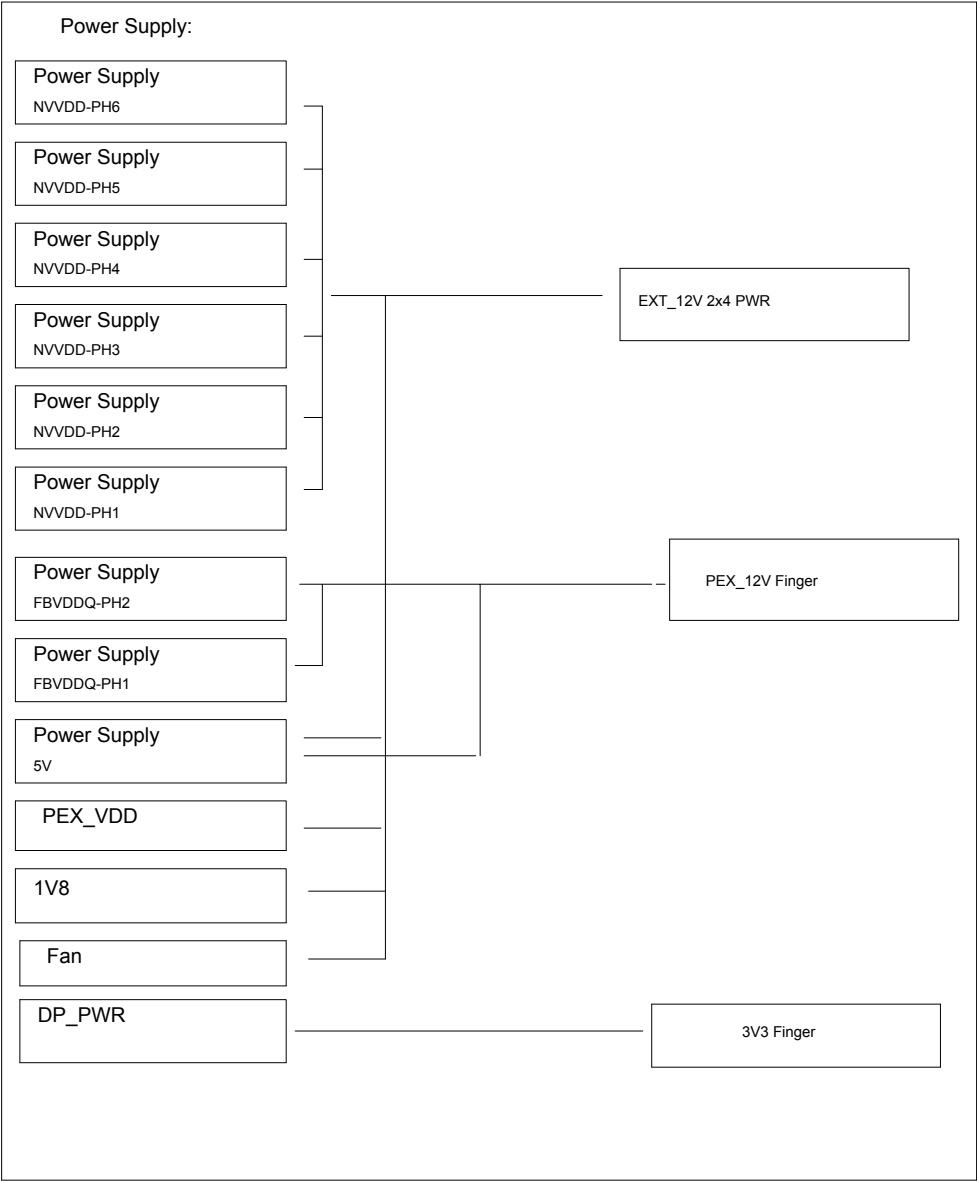 Power Supply:
Power Supply
NVVDD-PH6
Power Supply
NVVDD-PH5
Power Supply
NVVDD-PH4
EXT_12V 2x4 PWR
Power Supply
NVVDD-PH3
Power Supply
NVVDD-PH2
Power Supply
NVVDD-PH1
Power Supply
FBVDDQ-PH2
PEX_12V Finger
Power Supply
FBVDDQ-PH1
Power Supply
5V
PEX_VDD
1V8
Fan
DP_PWR
3V3 Finger